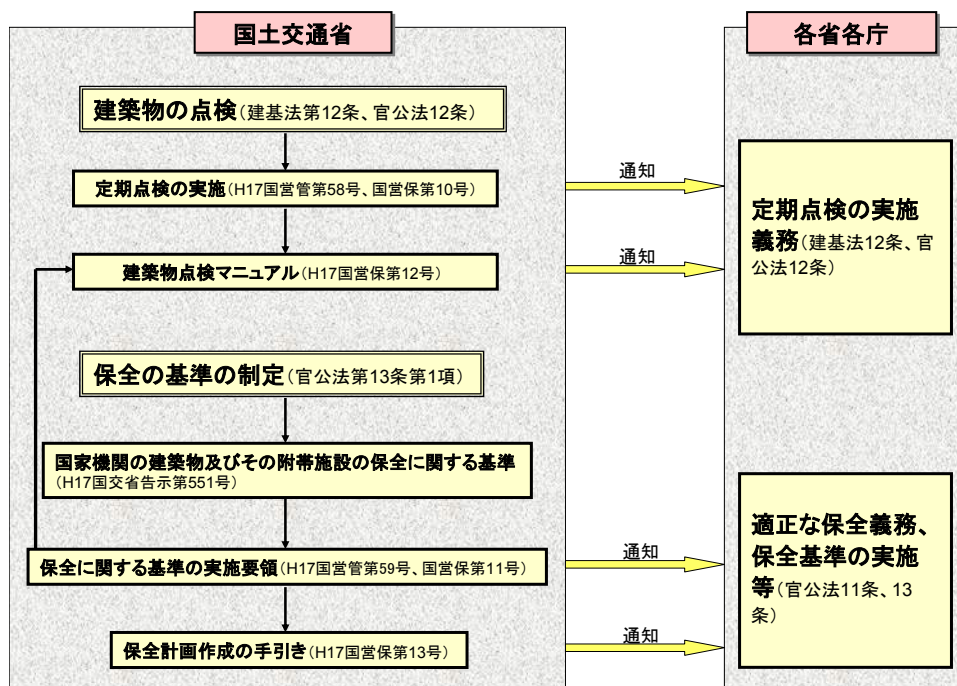 国土交通省
建築物の点検(建基法第12条、官公法12条)
定期点検の実施(H17国営管第58号、国営保第10号)
建築物点検マニュアル(H17国営保第12号)
保全の基準の制定(官公法第13条第1項)
国家機関の建築物及びその附帯施設の保全に関する基準
(H17国交省告示第551号)
保全に関する基準の実施要領(H17国営管第59号、国営保第11号)
保全計画作成の手引き(H17国営保第13号)
通知
通知
通知
通知
各省各庁
定期点検の実施
義務(建基法12条、官
公法12条)
適正な保全義務、
保全基準の実施
等(官公法11条、13
条)